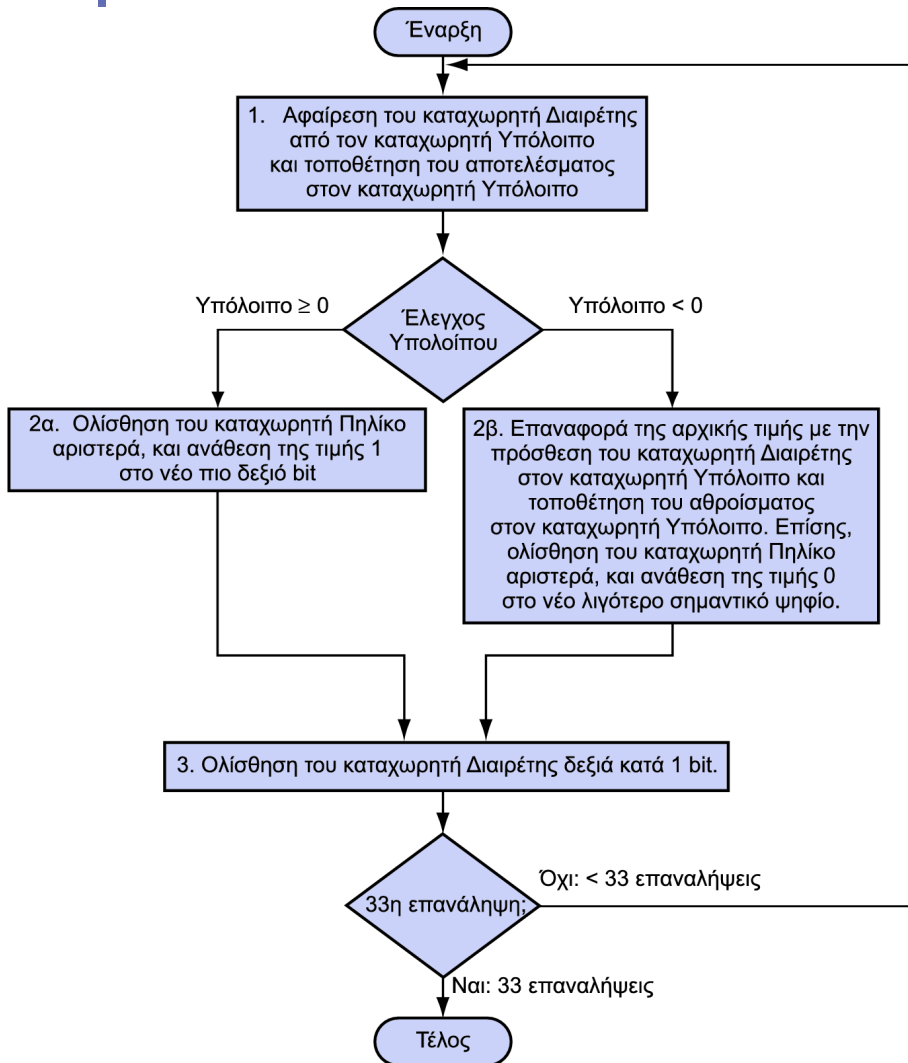 Έναρξη
1. Αφαίρεση του καταχωρητή Διαιρέτης
από τον καταχωρητή Υπόλοιπο
και τοποθέτηση του αποτελέσματος
στον καταχωρητή Υπόλοιπο
Υπόλοιπο ≥ 0
Έλεγχος
Υπολοίπου
Υπόλοιπο < 0
2α. Ολίσθηση του καταχωρητή Πηλίκο
αριστερά, και ανάθεση της τιμής 1
στο νέο πιο δεξιό bit
2β. Επαναφορά της αρχικής τιμής με την
πρόσθεση του καταχωρητή Διαιρέτης
στον καταχωρητή Υπόλοιπο και
τοποθέτηση του αθροίσματος
στον καταχωρητή Υπόλοιπο. Επίσης,
ολίσθηση του καταχωρητή Πηλίκο
αριστερά, και ανάθεση της τιμής 0
στο νέο λιγότερο σημαντικό ψηφίο.
3. Ολίσθηση του καταχωρητή Διαιρέτης δεξιά κατά 1 bit.
33η επανάληψη;
Όχι: < 33 επαναλήψεις
Ναι: 33 επαναλήψεις
Τέλος